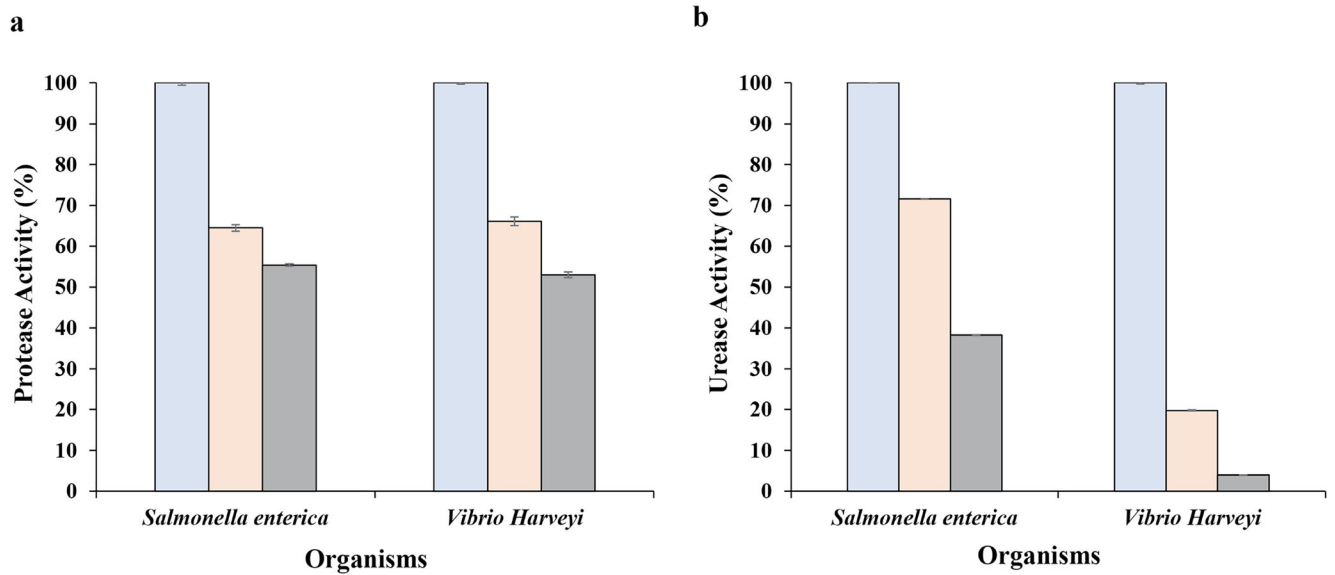 a
Protease Activity (%)
100
90
80
70
60
50
40
30
20
10
0
Salmonella enterica
Vibrio Harveyi
Organisms
b
Urease Activity (%)
100
90
80
70
60
50
40
30
20
10
0
Salmonella enterica
Vibrio Harveyi
Organisms